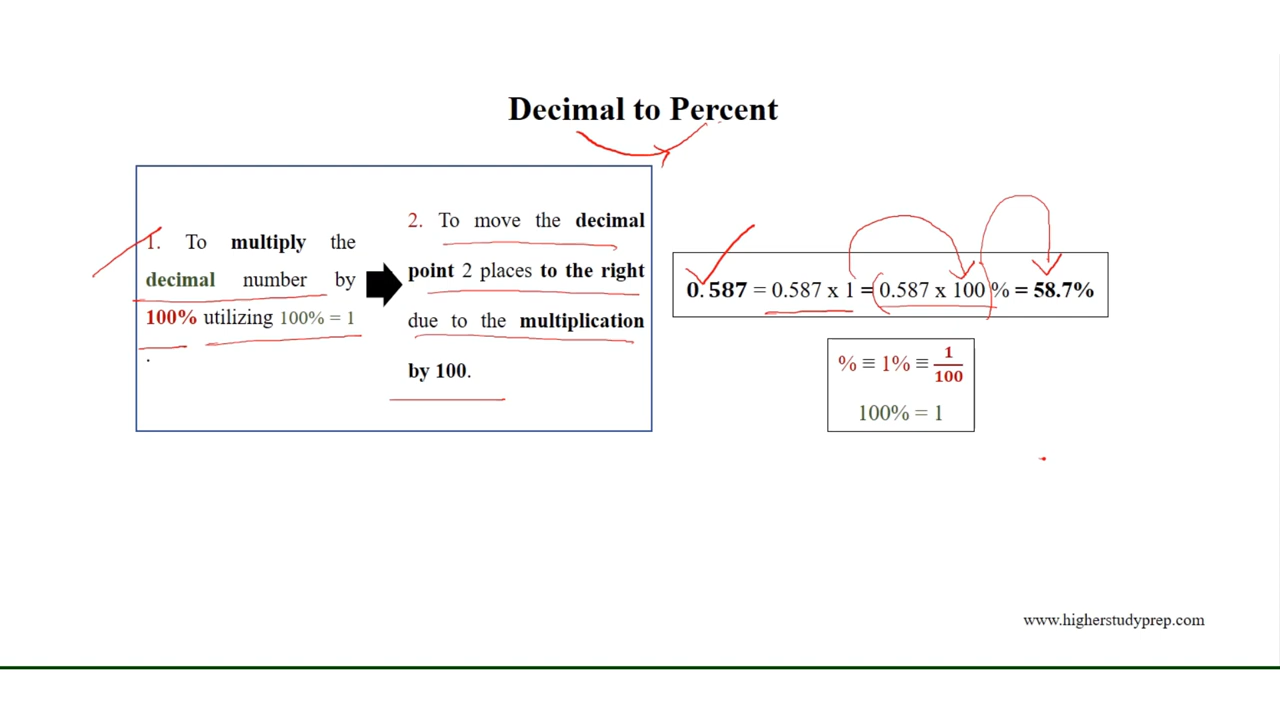 Decimal to Percent
1. To multiply the
decimal number by
100% utilizing 100% = 1
.
2. To move the decimal
point 2 places to the right
due to the multiplication
by 100.
0.587 = 0.587 x 1 = 0.587 x 100 % = 58.7%
% ≡ 1% ≡ 1/100
100% = 1
www.higherstudyprep.com